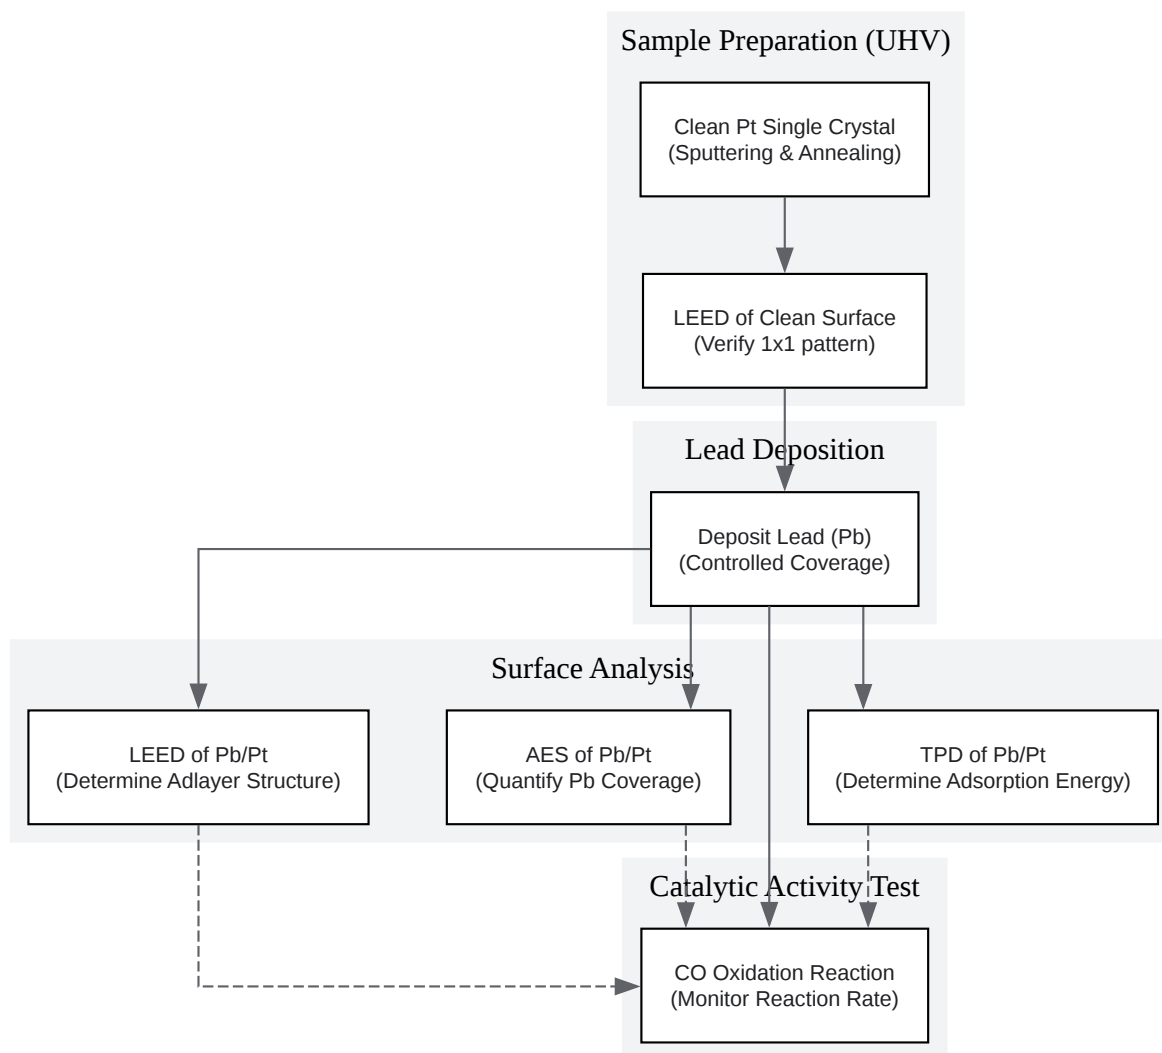 Sample Preparation (UHV)
Clean Pt Single Crystal
(Sputtering & Annealing)
LEED of Clean Surface
(Verify 1x1 pattern)
Lead Deposition
Deposit Lead (Pb)
(Controlled Coverage)
Surface Analysis
LEED of Pb/Pt
(Determine Adlayer Structure)
AES of Pb/Pt
(Quantify Pb Coverage)
TPD of Pb/Pt
(Determine Adsorption Energy)
Catalytic Activity Test
CO Oxidation Reaction
(Monitor Reaction Rate)